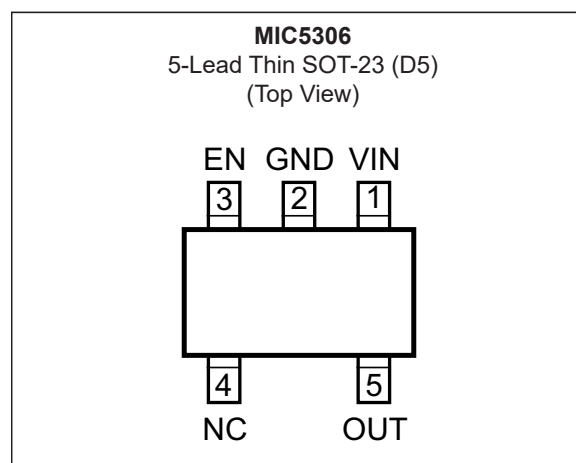 MIC5306
5-Lead Thin SOT-23 (D5)
(Top View)
EN GND VIN
3 2 1
4 5
NC OUT